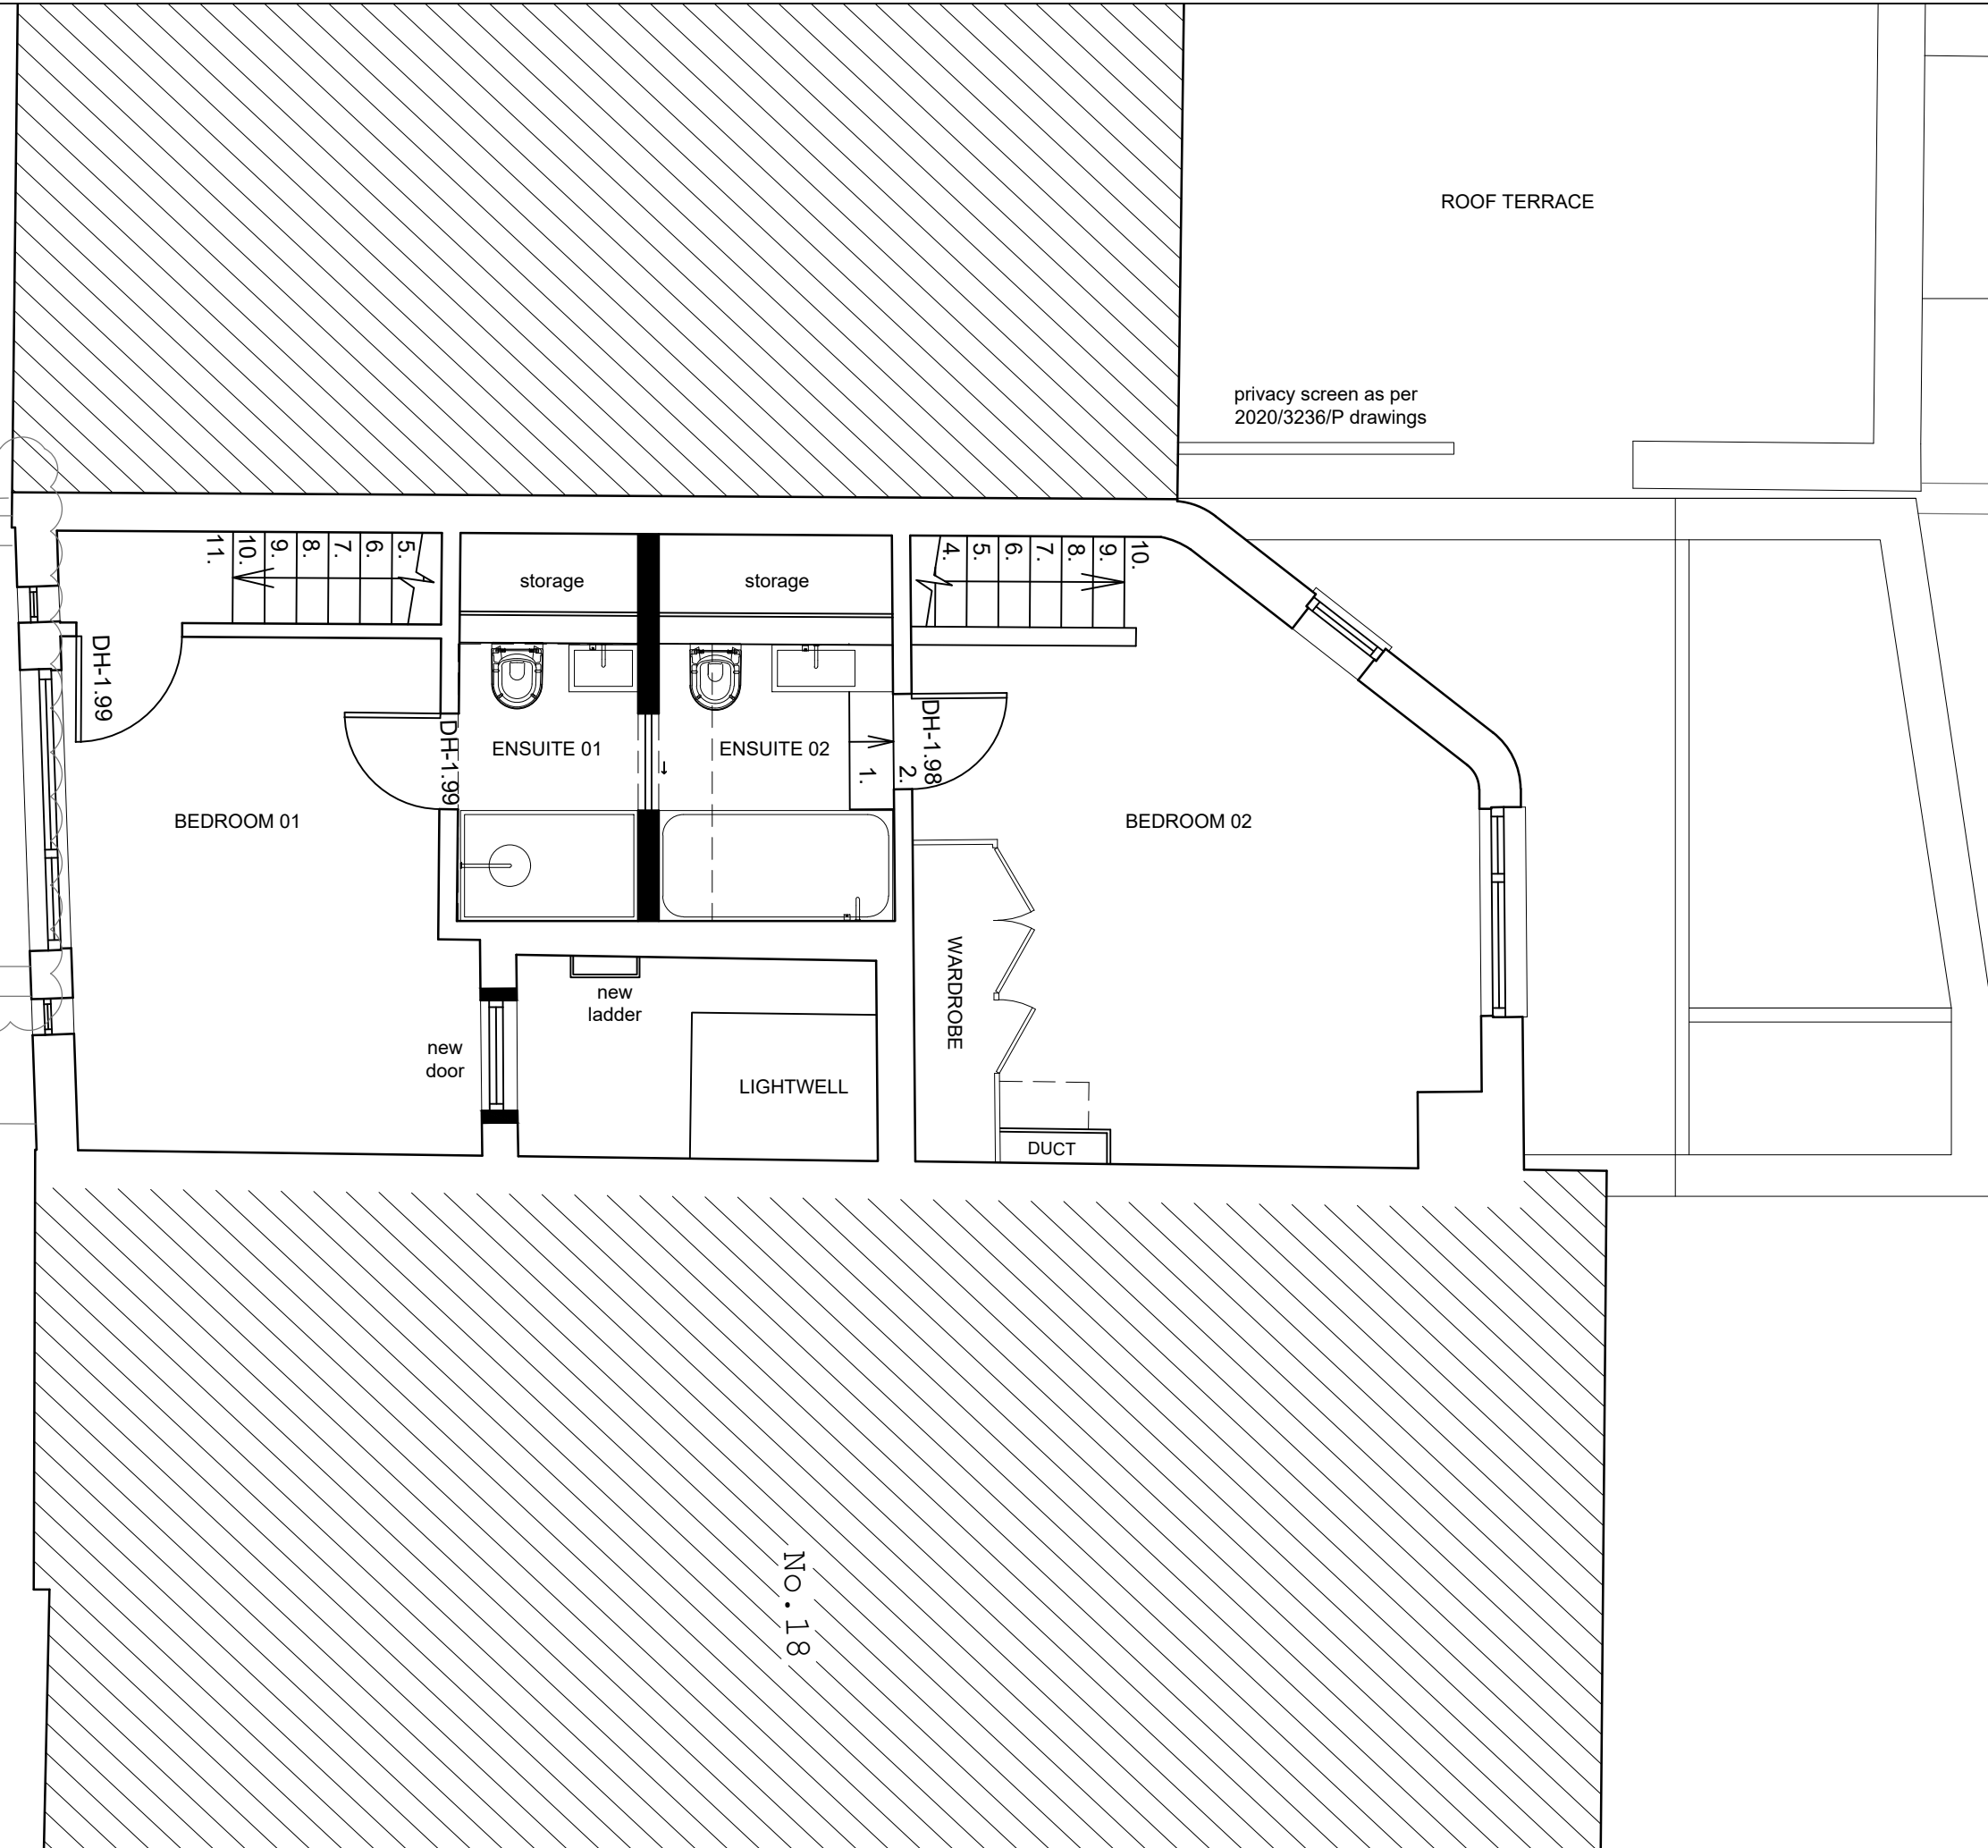 ROOF TERRACE
privacy screen as per
2020/3236/P drawings
11.
10.
9.
8.
7.
6.
5.
storage
storage
4.
5.
6.
7.
8.
9.
10.
DH-1.99
DH-1.99
ENSUITE 01
ENSUITE 02
1.
2.
DH-1.98
BEDROOM 01
BEDROOM 02
WARDROBE
new
ladder
new
door
LIGHTWELL
DUCT
No.18